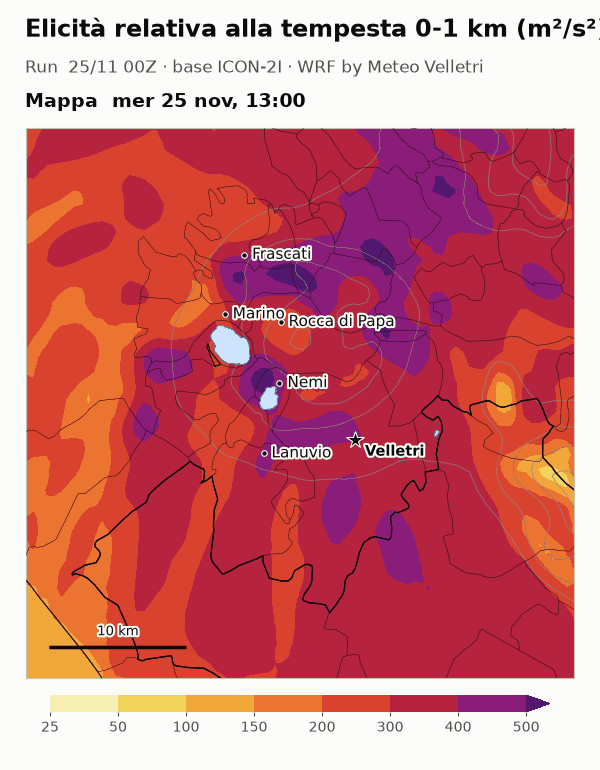 Elicità relativa alla tempesta 0-1 km (m²/s²)
Run 25/11 00Z · base ICON-2I · WRF by Meteo Velletri
Mappa mer 25 nov, 13:00
Frascati
Marino
Rocca di Papa
Nemi
Velletri
Lanuvio
10 km
25 50 100 150 200 300 400 500